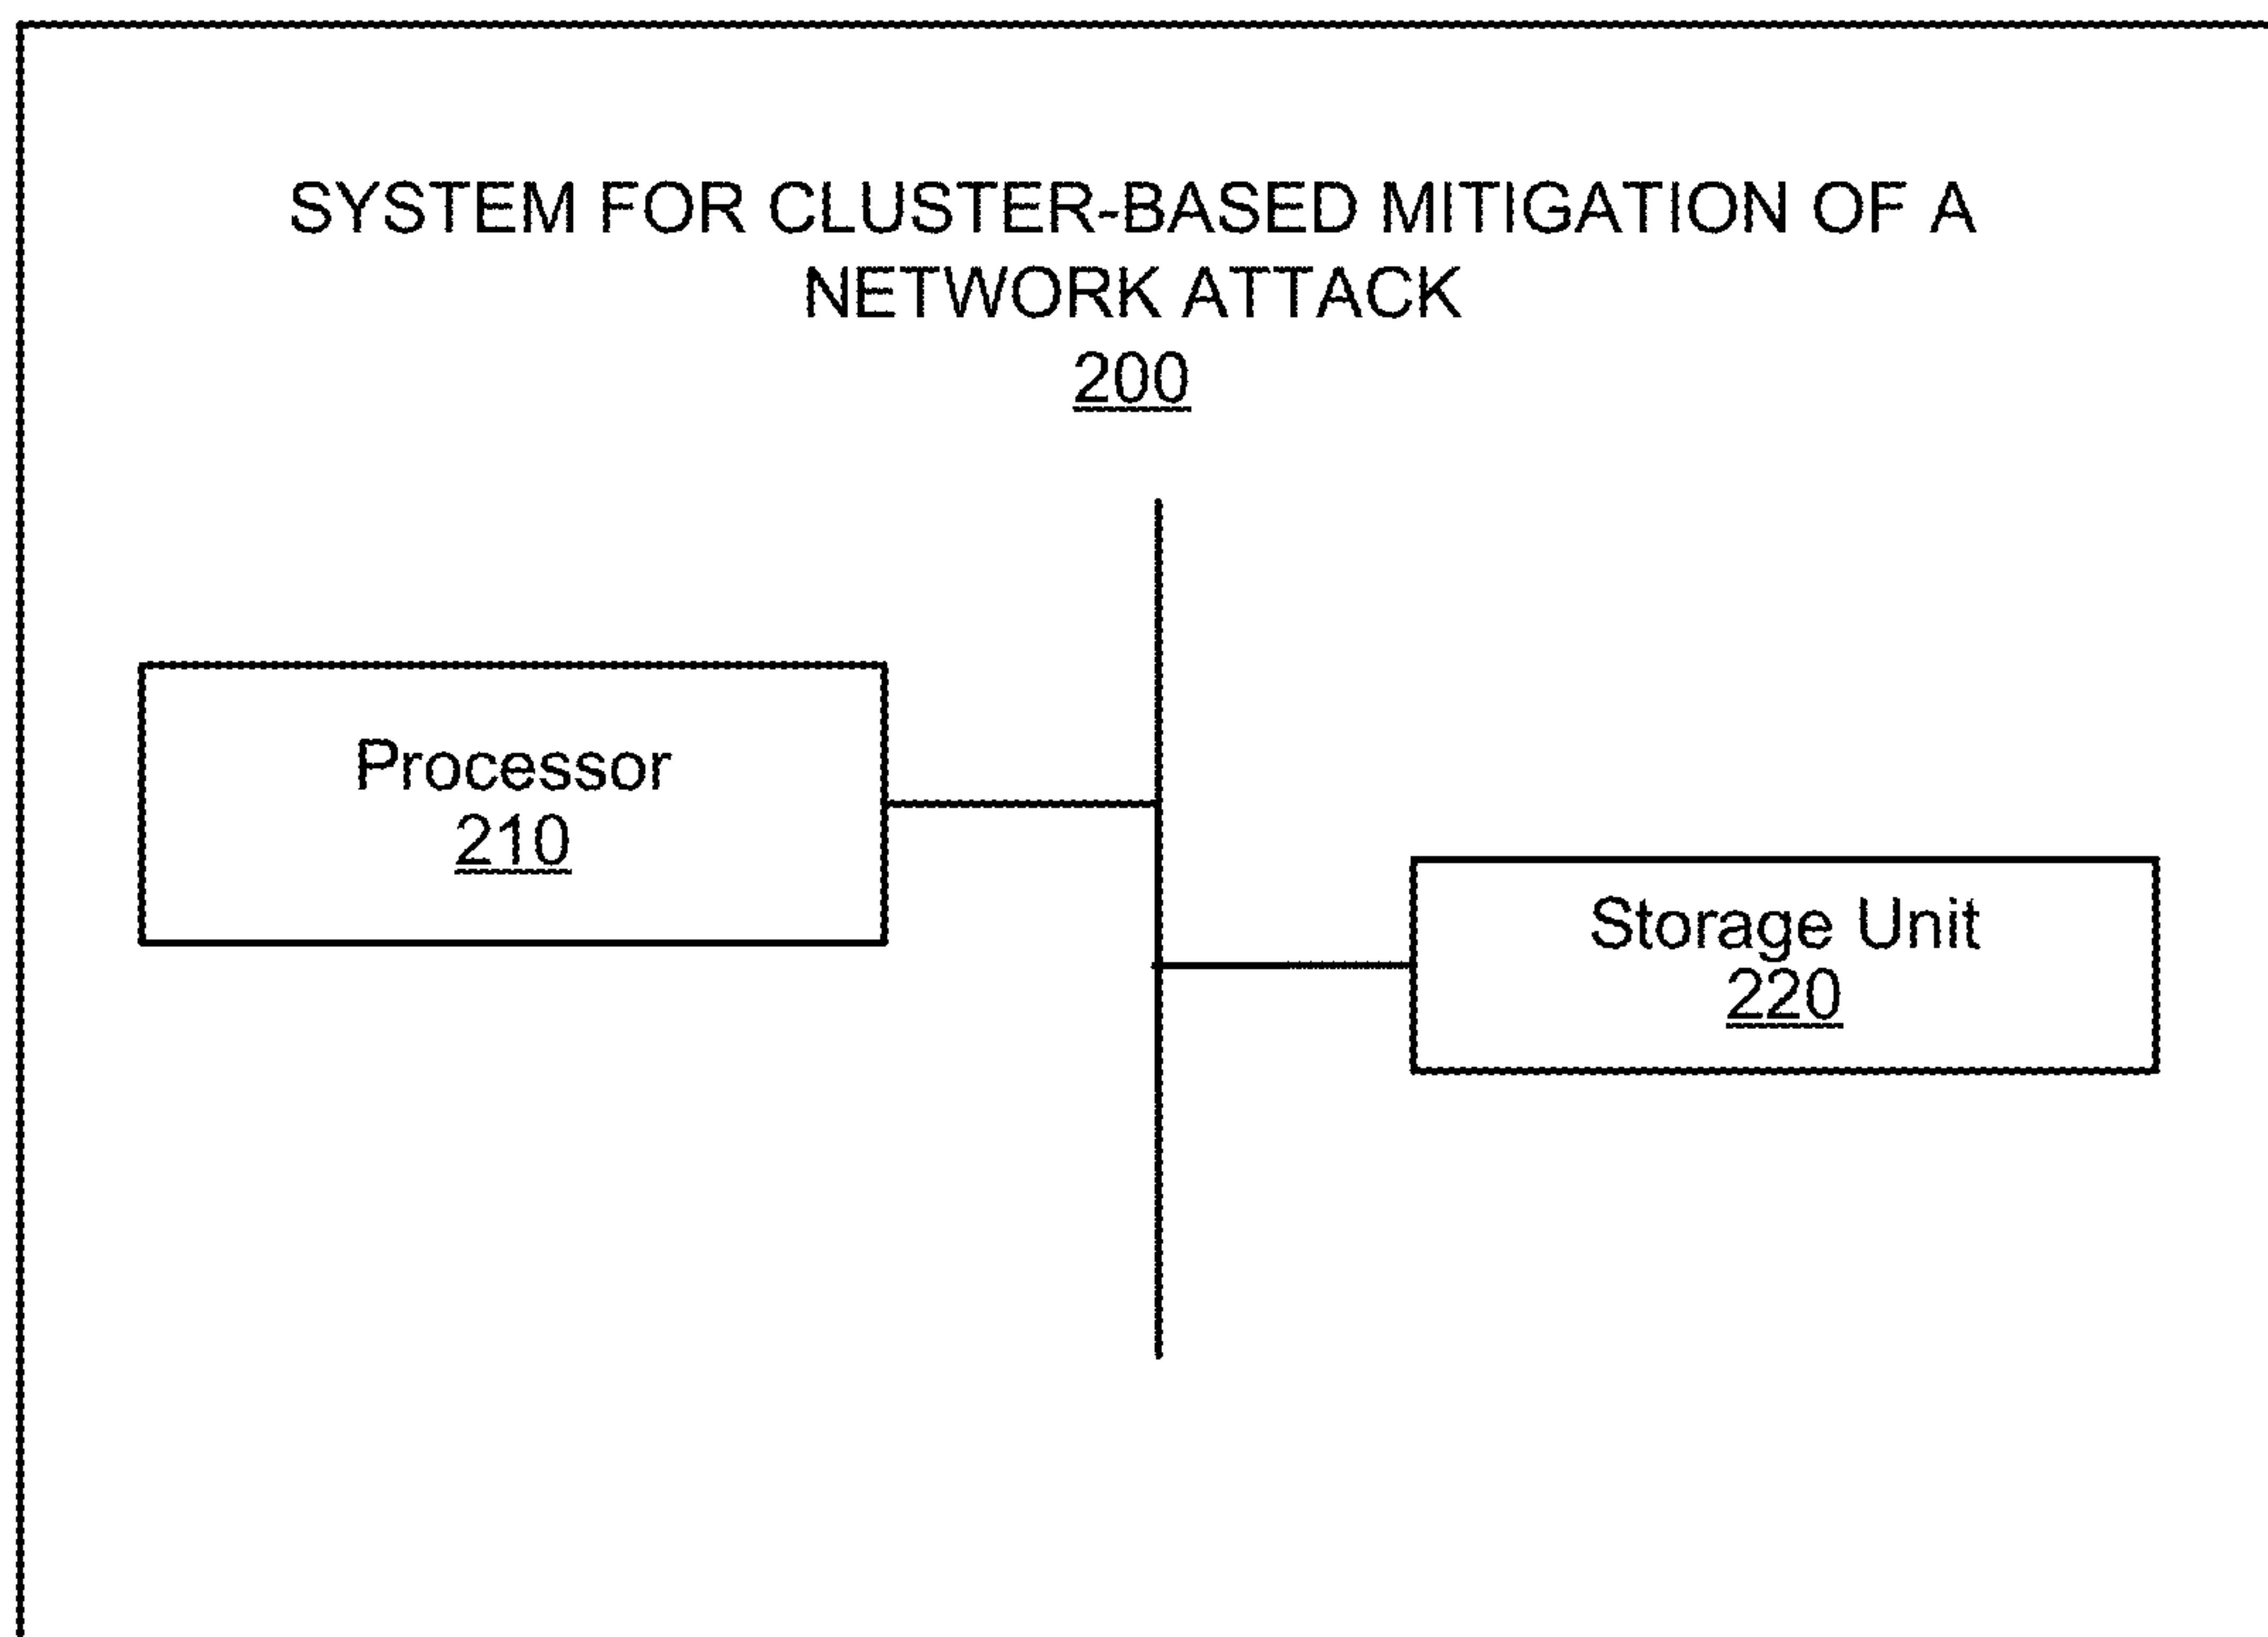 SYSTEM FOR CLUSTER-BASED MITIGATION OF A
NETWORK ATTACK
200
Processor
210
Storage Unit
220